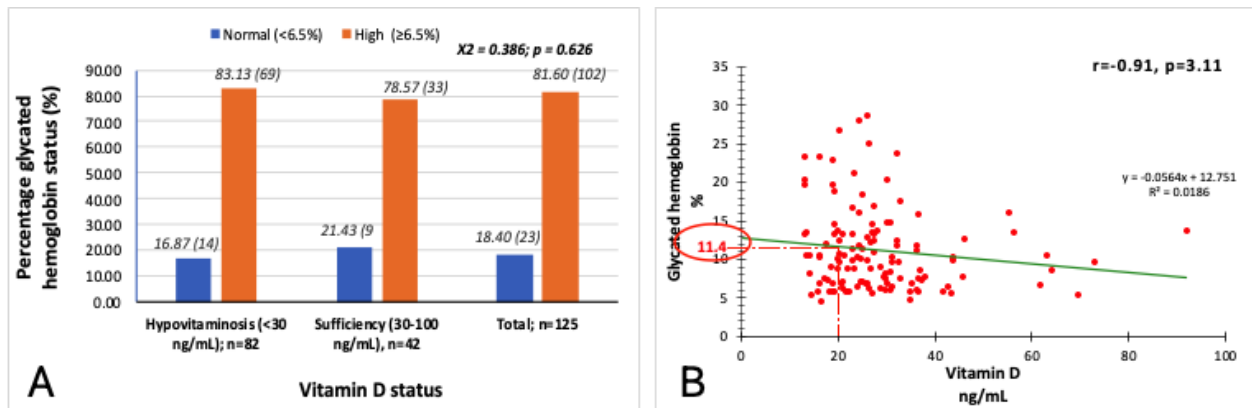 Normal (<6.5%) High (≥6.5%)
X2 = 0.386; p = 0.626
Percentage glycated
hemoglobin status (%)
90.00
80.00
70.00
60.00
50.00
40.00
30.00
20.00
10.00
0.00
16.87 (14)
83.13 (69)
21.43 (9
78.57 (33)
18.40 (23)
81.60 (102)
Hypovitaminosis (<30
ng/mL); n=82
Sufficiency (30-100
ng/mL), n=42
Total; n=125
Vitamin D status
A
r=-0.91, p=3.11
y = -0.0564x + 12.751
R² = 0.0186
Glycated hemoglobin
%
35
30
25
20
15
11.4
10
5
0
0 20 40 60 80 100
Vitamin D
ng/mL
B